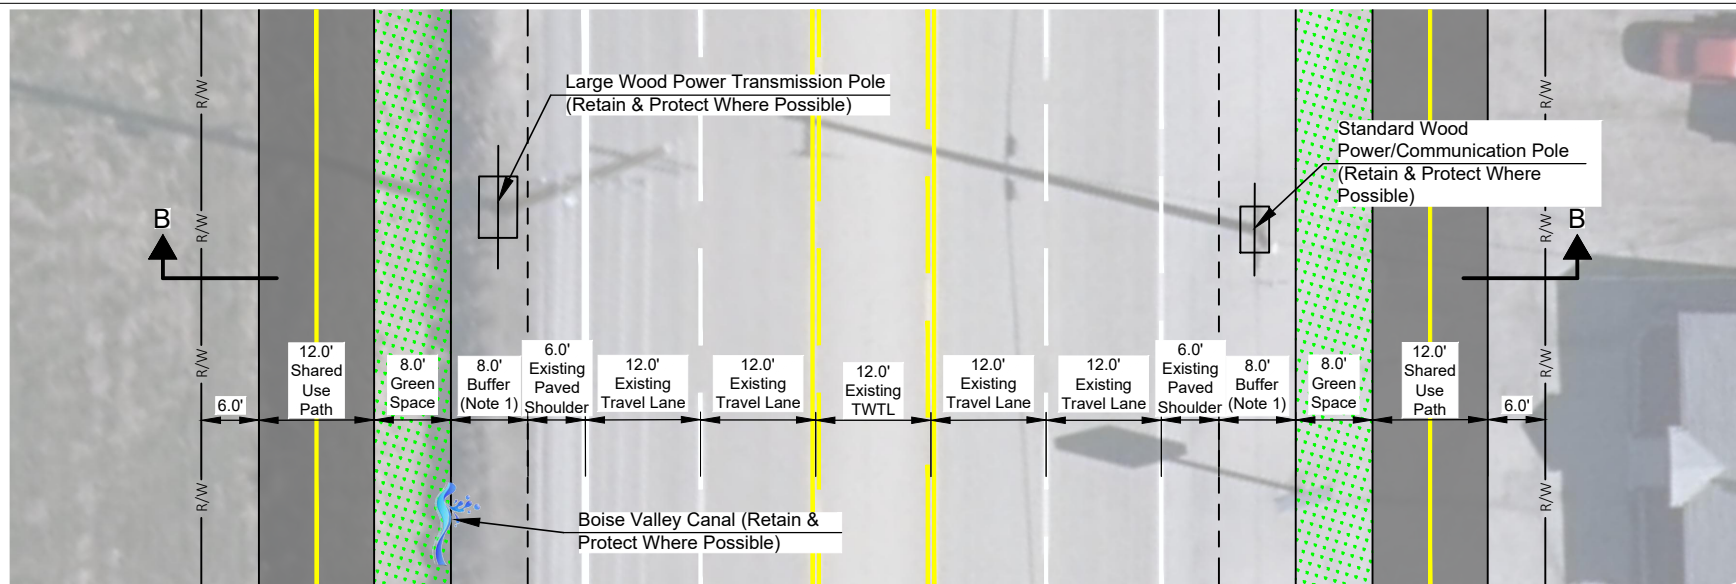 Large Wood Power Transmission Pole
(Retain & Protect Where Possible)
Standard Wood
Power/Communication Pole
(Retain & Protect Where
Possible)
R/W
R/W
R/W
R/W
R/W
R/W
R/W
R/W
B
B
6.0'
12.0'
Shared
Use
Path
8.0'
Green
Space
8.0'
Buffer
(Note 1)
6.0'
Existing
Paved
Shoulder
12.0'
Existing
Travel Lane
12.0'
Existing
Travel Lane
12.0'
Existing
TWTL
12.0'
Existing
Travel Lane
12.0'
Existing
Travel Lane
6.0'
Existing
Paved
Shoulder
8.0'
Buffer
(Note 1)
8.0'
Green
Space
12.0'
Shared
Use
Path
6.0'
Boise Valley Canal (Retain &
Protect Where Possible)